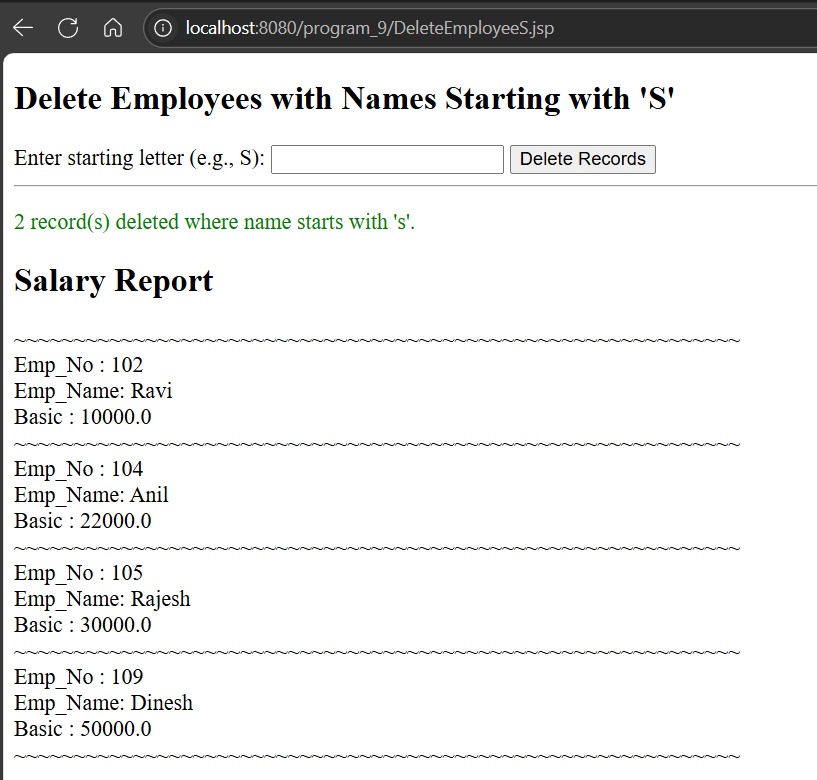 localhost:8080/program_9/DeleteEmployeeS.jsp
Delete Employees with Names Starting with 'S'
Enter starting letter (e.g., S): Delete Records
2 record(s) deleted where name starts with 's'.
Salary Report
~~~~~~~~~~~~~~~~~~~~~~~~~~~~~~~~~~~~~~~~~~~~~~~~~~~~~~~~~~~~~
Emp_No : 102
Emp_Name: Ravi
Basic : 10000.0
~~~~~~~~~~~~~~~~~~~~~~~~~~~~~~~~~~~~~~~~~~~~~~~~~~~~~~~~~~~~~
Emp_No : 104
Emp_Name: Anil
Basic : 22000.0
~~~~~~~~~~~~~~~~~~~~~~~~~~~~~~~~~~~~~~~~~~~~~~~~~~~~~~~~~~~~~
Emp_No : 105
Emp_Name: Rajesh
Basic : 30000.0
~~~~~~~~~~~~~~~~~~~~~~~~~~~~~~~~~~~~~~~~~~~~~~~~~~~~~~~~~~~~~
Emp_No : 109
Emp_Name: Dinesh
Basic : 50000.0
~~~~~~~~~~~~~~~~~~~~~~~~~~~~~~~~~~~~~~~~~~~~~~~~~~~~~~~~~~~~~